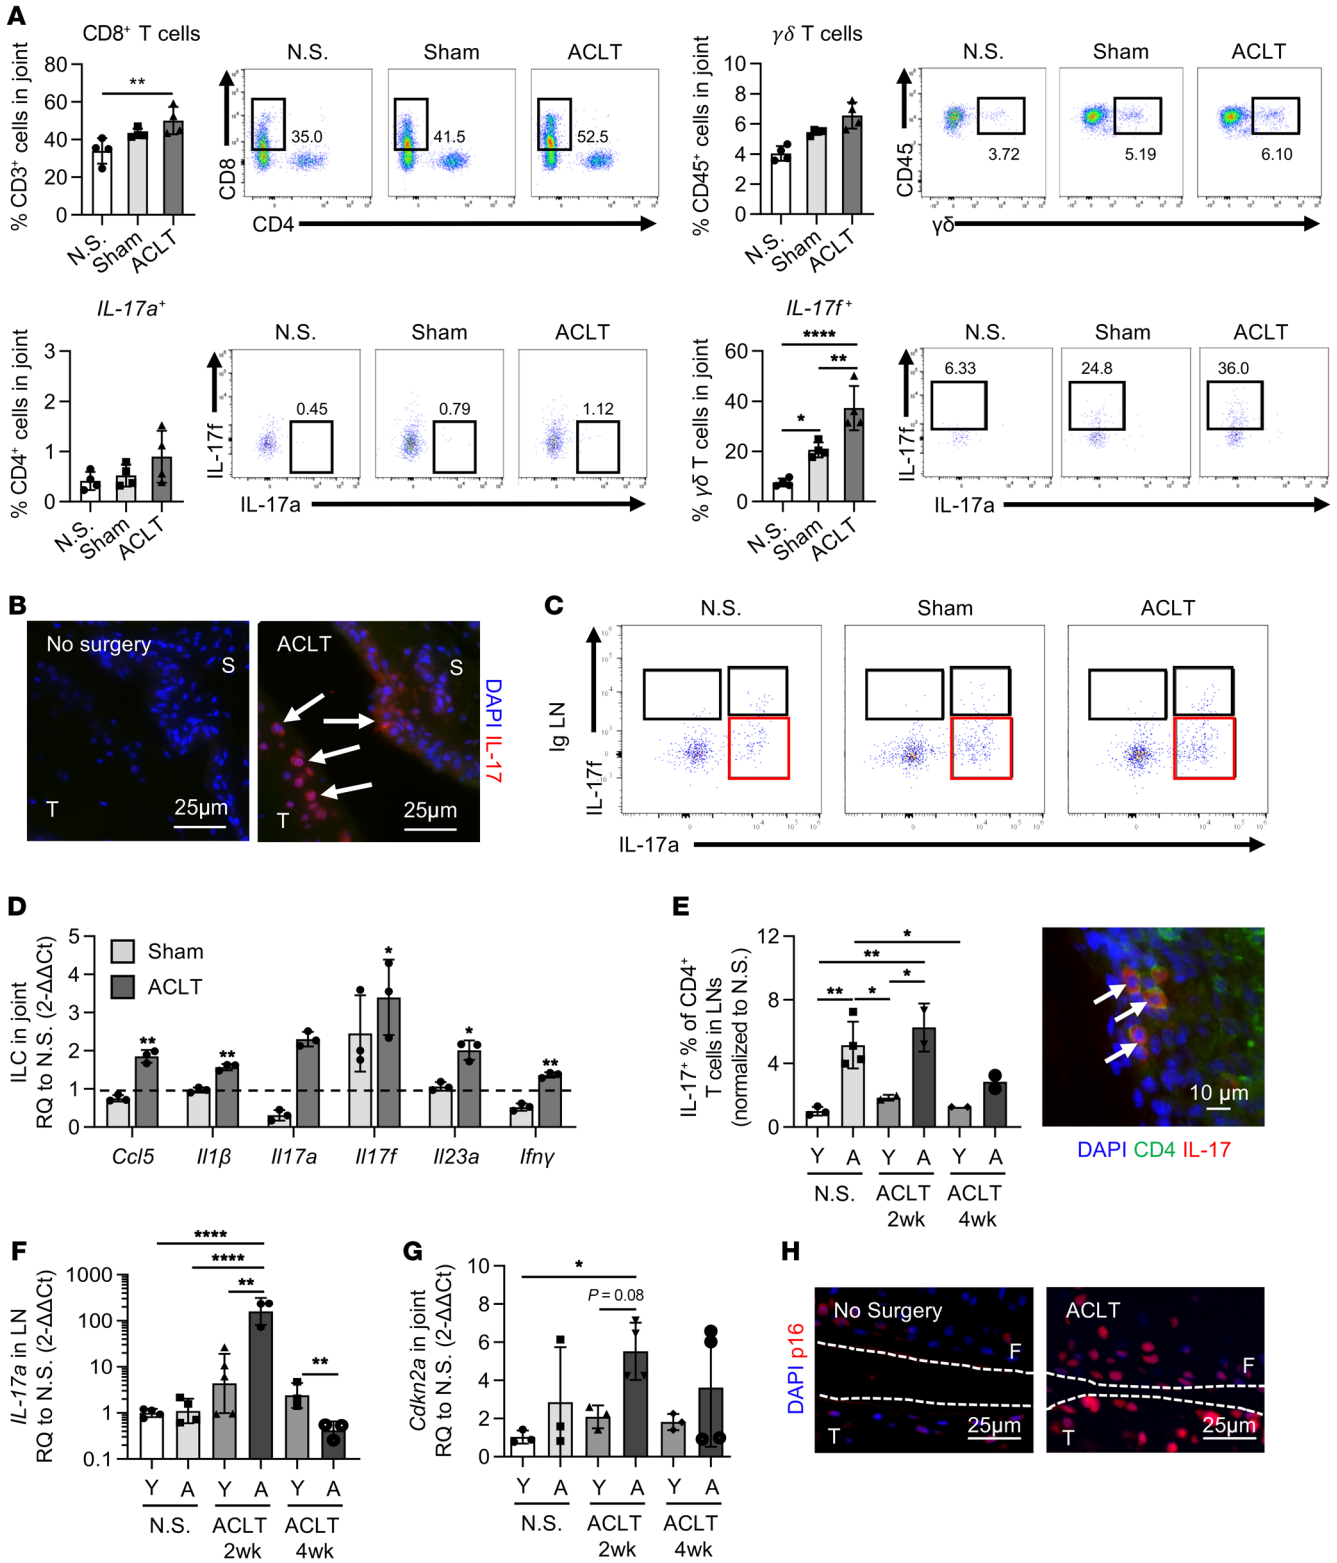 A
CD8⁺ T cells
% CD3⁺ cells in joint
80
60
40
20
0
**
N.S.
Sham
ACLT
N.S.
Sham
ACLT
CD8
35.0
41.5
52.5
CD4
γδ T cells
% CD45⁺ cells in joint
10
8
6
4
2
0
N.S.
Sham
ACLT
N.S.
Sham
ACLT
CD45
3.72
5.19
6.10
γδ
IL-17a⁺
% CD4⁺ cells in joint
3
2
1
0
N.S.
Sham
ACLT
N.S.
Sham
ACLT
IL-17f
0.45
0.79
1.12
IL-17a
IL-17f⁺
% γδ T cells in joint
60
40
20
0
****
**
*
N.S.
Sham
ACLT
N.S.
Sham
ACLT
IL-17f
6.33
24.8
36.0
IL-17a
B
No surgery
S
T
25μm
ACLT
S
T
25μm
DAPI IL-17
C
N.S.
Sham
ACLT
Ig LN
IL-17f
IL-17a
D
ILC in joint
RQ to N.S. (2-ΔΔCt)
5
4
3
2
1
0
Sham
ACLT
**
**
*
*
**
Ccl5
Il1β
Il17a
Il17f
Il23a
Ifnγ
E
IL-17⁺ % of CD4⁺
T cells in LNs
(normalized to N.S.)
12
8
4
0
*
**
*
**
*
Y A Y A Y A
N.S.
ACLT
2wk
ACLT
4wk
10 μm
DAPI CD4 IL-17
F
IL-17a in LN
RQ to N.S. (2-ΔΔCt)
1000
100
10
1
0.1
****
****
**
**
Y A Y A Y A
N.S.
ACLT
2wk
ACLT
4wk
G
Cdkn2a in joint
RQ to N.S. (2-ΔΔCt)
10
8
6
4
2
0
*
P = 0.08
Y A Y A Y A
N.S.
ACLT
2wk
ACLT
4wk
H
DAPI p16
No Surgery
F
T
25μm
ACLT
F
T
25μm